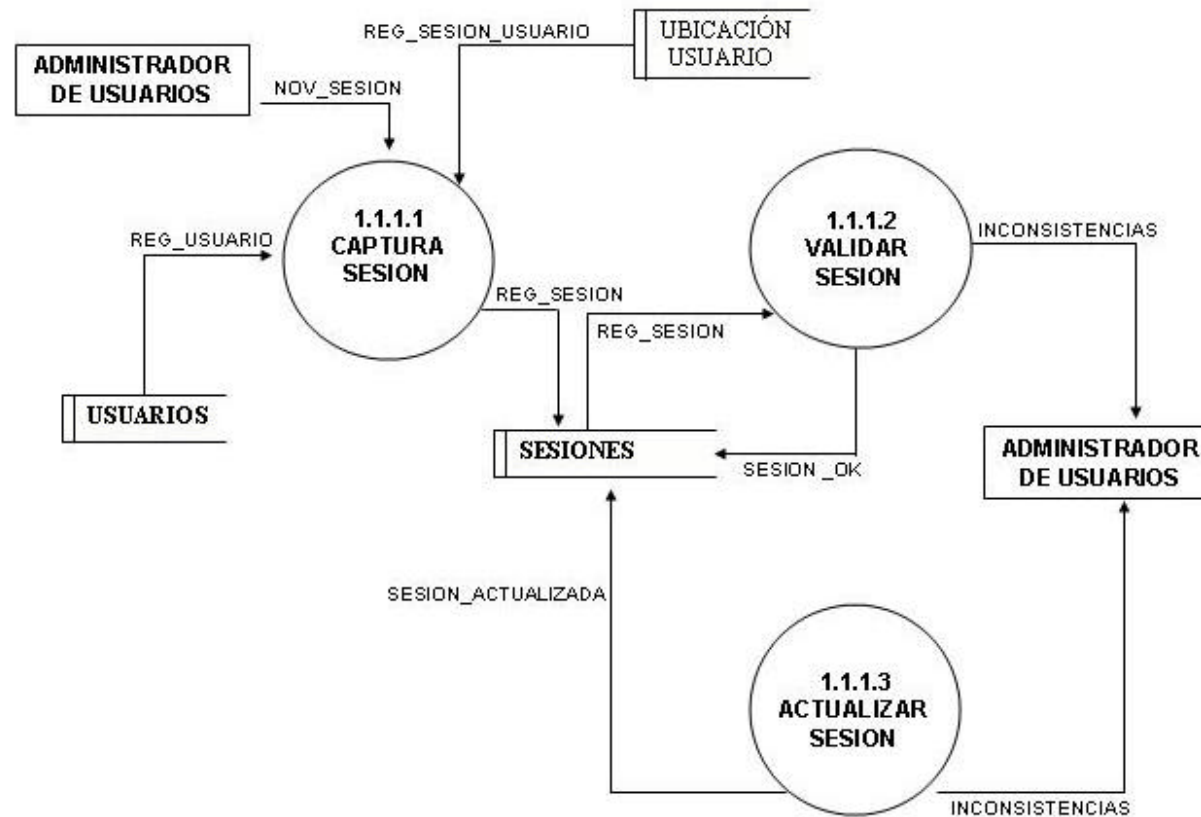 REG_SESION_USUARIO
UBICACIÓN
USUARIO
ADMINISTRADOR
DE USUARIOS
NOV_SESION
1.1.1.1
CAPTURA
SESION
1.1.1.2
VALIDAR
SESION
INCONSISTENCIAS
REG_USUARIO
REG_SESION
REG_SESION
USUARIOS
SESIONES
SESION _OK
ADMINISTRADOR
DE USUARIOS
SESION_ACTUALIZADA
1.1.1.3
ACTUALIZAR
SESION
INCONSISTENCIAS